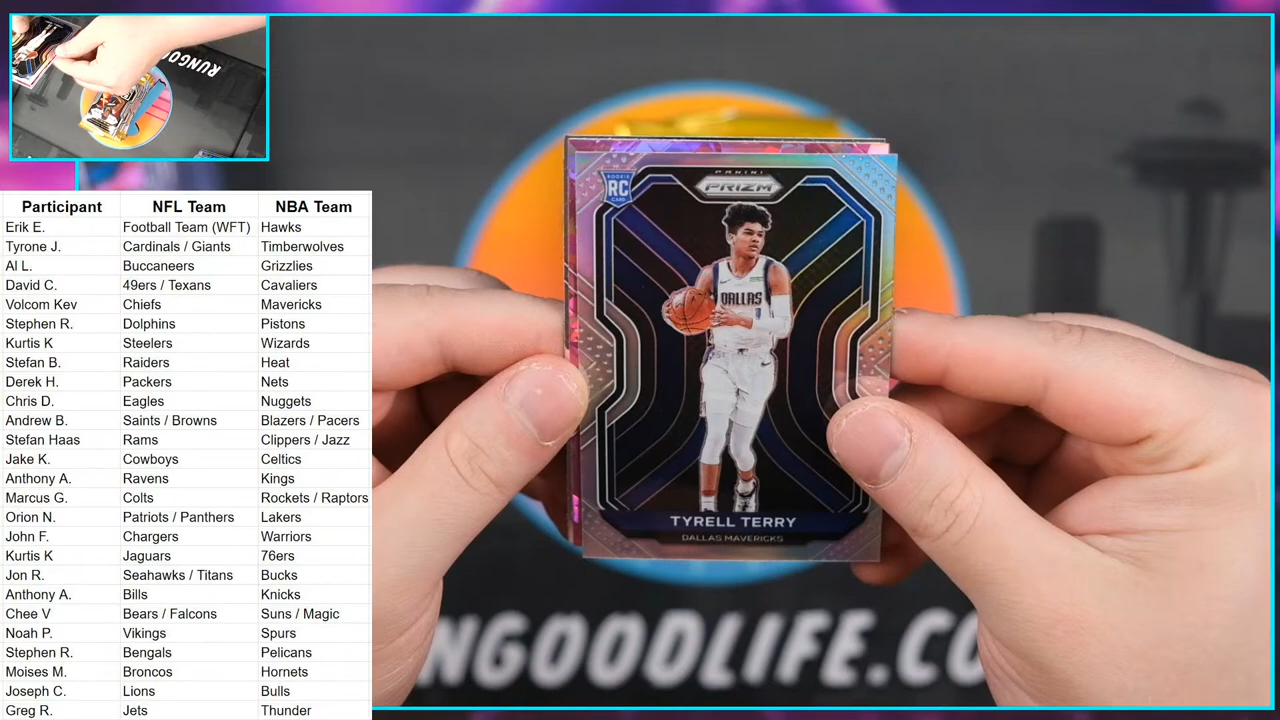 RUNGO
Participant NFL Team NBA Team
Erik E. Football Team (WFT) Hawks
Tyrone J. Cardinals / Giants Timberwolves
Al L. Buccaneers Grizzlies
David C. 49ers / Texans Cavaliers
Volcom Kev Chiefs Mavericks
Stephen R. Dolphins Pistons
Kurtis K Steelers Wizards
Stefan B. Raiders Heat
Derek H. Packers Nets
Chris D. Eagles Nuggets
Andrew B. Saints / Browns Blazers / Pacers
Stefan Haas Rams Clippers / Jazz
Jake K. Cowboys Celtics
Anthony A. Ravens Kings
Marcus G. Colts Rockets / Raptors
Orion N. Patriots / Panthers Lakers
John F. Chargers Warriors
Kurtis K Jaguars 76ers
Jon R. Seahawks / Titans Bucks
Anthony A. Bills Knicks
Chee V Bears / Falcons Suns / Magic
Noah P. Vikings Spurs
Stephen R. Bengals Pelicans
Moises M. Broncos Hornets
Joseph C. Lions Bulls
Greg R. Jets Thunder
ROOKIE
RC
CARD
PANINI
PRIZM
DALLAS
1
TYRELL TERRY
DALLAS MAVERICKS
NGOODLIFE.CO